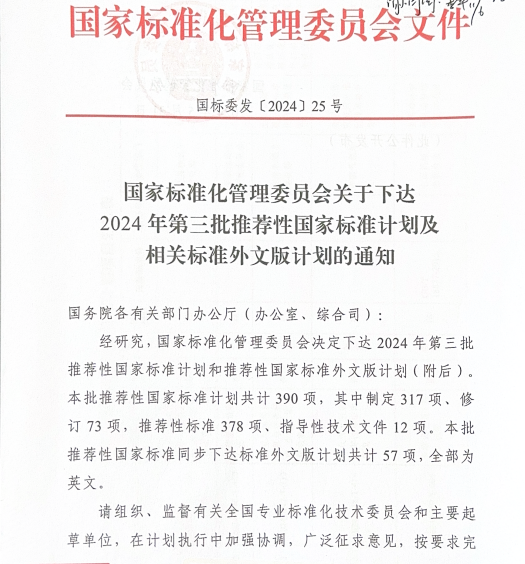 国家标准化管理委员会文件
国标委发〔2024〕25号
国家标准化管理委员会关于下达
2024年第三批推荐性国家标准计划及
相关标准外文版计划的通知
国务院各有关部门办公厅（办公室、综合司）：
经研究，国家标准化管理委员会决定下达2024年第三批
推荐性国家标准计划和推荐性国家标准外文版计划（附后）。
本批推荐性国家标准计划共计390项，其中制定317项、修
订73项，推荐性标准378项、指导性技术文件12项。本批
推荐性国家标准同步下达标准外文版计划共计57项，全部为
英文。
请组织、监督有关全国专业标准化技术委员会和主要起
草单位，在计划执行中加强协调，广泛征求意见，按要求完